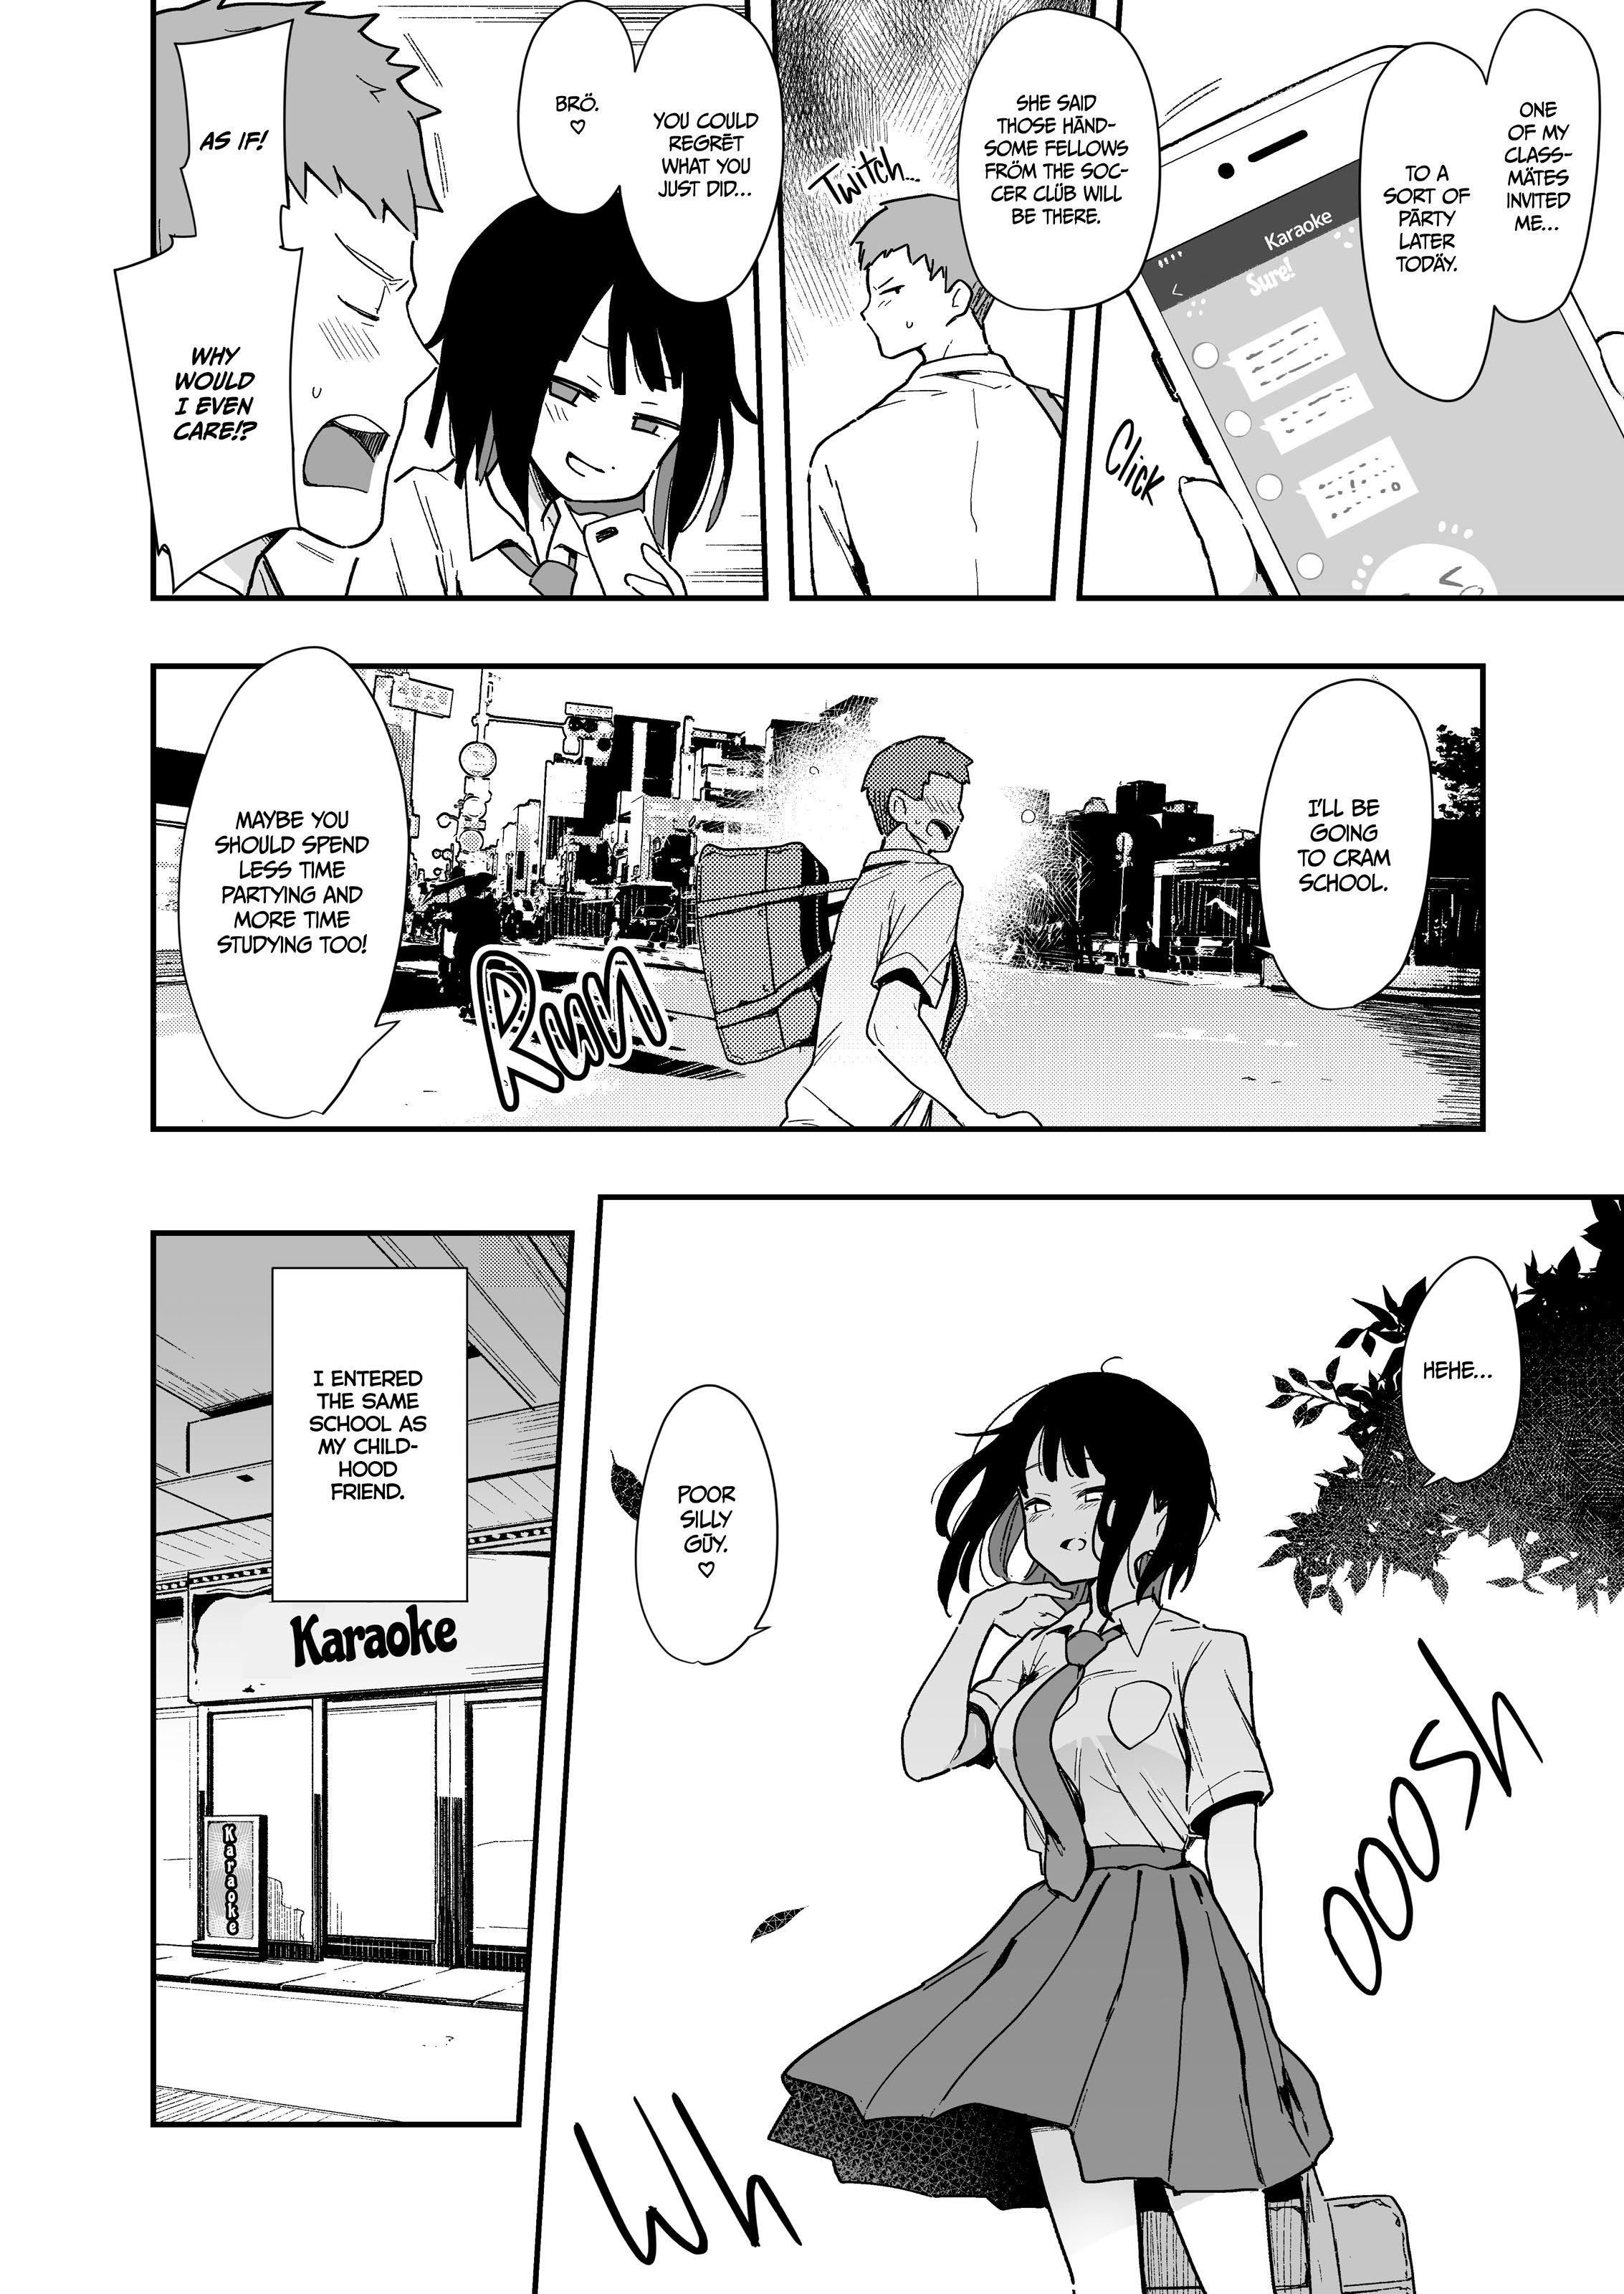 ONE
OF MY
CLASS-
MÄTES
INVITED
ME...
TO A
SORT OF
PĀRTY
LATER
TODÄY.
Karaoke
Sure!
Click
SHE SAID
THOSE HĀND-
SOME FELLOWS
FRÖM THE SOC-
CER CLÜB WILL
BE THERE.
Twitch...
YOU COULD
REGRĒT
WHAT YOU
JUST DID...
BRÖ.
♡
AS IF!
WHY
WOULD
I EVEN
CARE!?
I'LL BE
GOING
TO CRAM
SCHOOL.
Run
MAYBE YOU
SHOULD SPEND
LESS TIME
PARTYING AND
MORE TIME
STUDYING TOO!
HEHE...
POOR
SILLY
GŪY.
♡
Wh
ooosh
I ENTERED
THE SAME
SCHOOL AS
MY CHILD-
HOOD
FRIEND.
Karaoke
Karaoke